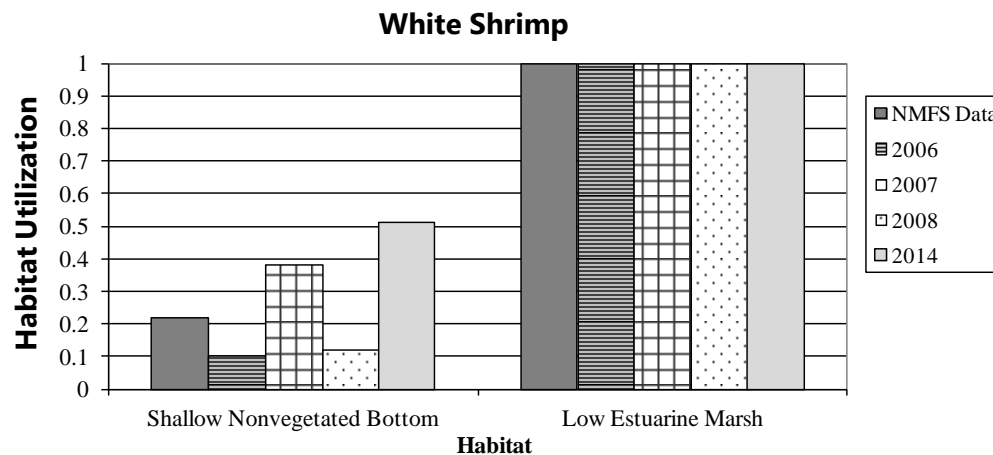 White Shrimp
Habitat Utilization
1
0.9
0.8
0.7
0.6
0.5
0.4
0.3
0.2
0.1
0
Shallow Nonvegetated Bottom
Low Estuarine Marsh
Habitat
NMFS Data
2006
2007
2008
2014